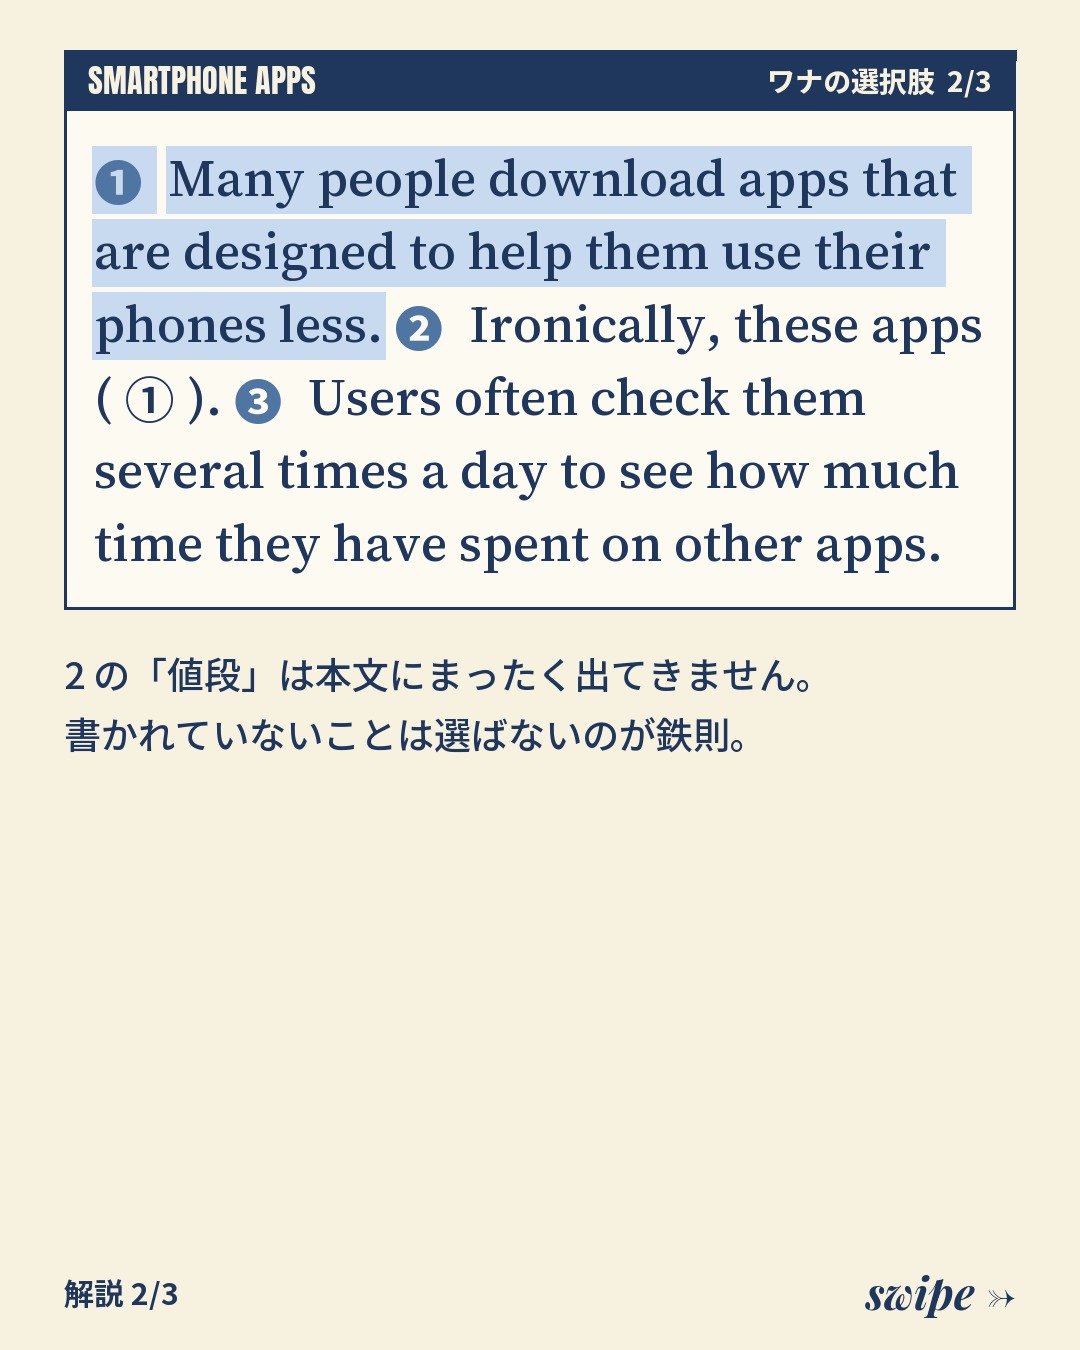 SMARTPHONE APPS
ワナの選択肢 2/3
❶ Many people download apps that
are designed to help them use their
phones less. ❷ Ironically, these apps
( ① ). ❸ Users often check them
several times a day to see how much
time they have spent on other apps.
2 の「値段」は本文にまったく出てきません。
書かれていないことは選ばないのが鉄則。
解説 2/3
swipe